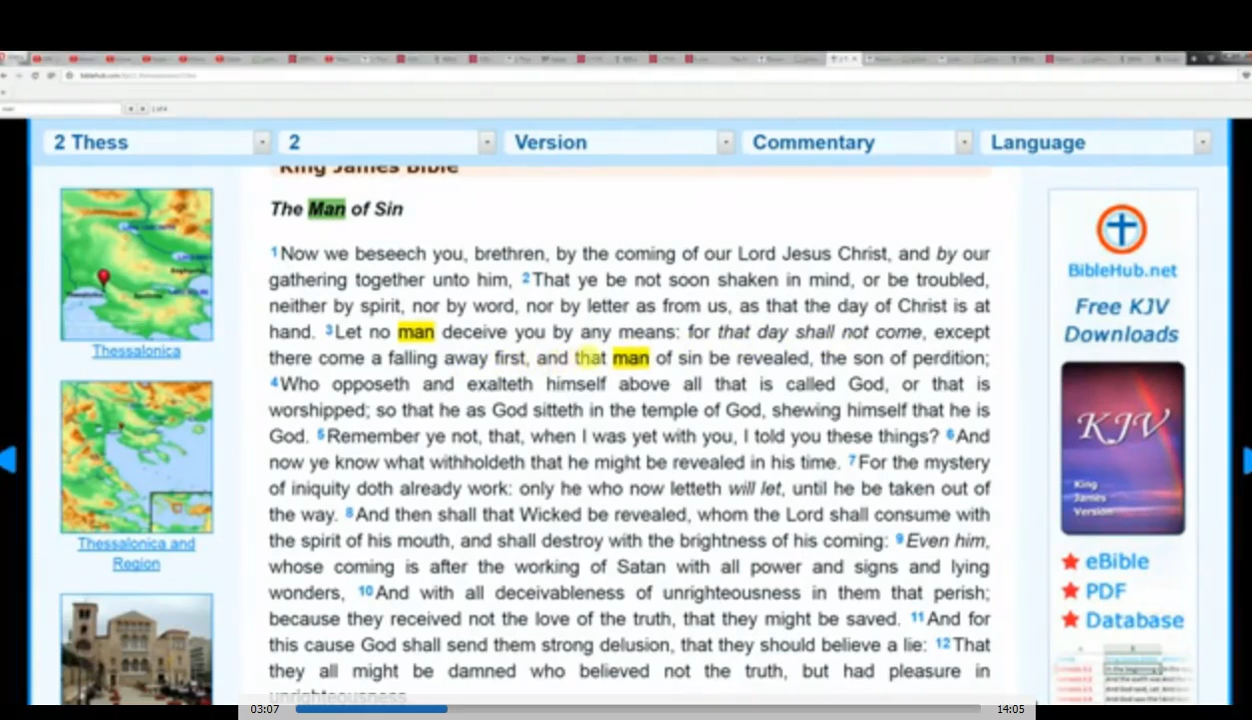 biblehub.com
2 Thess
2
Version
Commentary
Language
King James Bible
The Man of Sin
1 Now we beseech you, brethren, by the coming of our Lord Jesus Christ, and by our
gathering together unto him, 2 That ye be not soon shaken in mind, or be troubled,
neither by spirit, nor by word, nor by letter as from us, as that the day of Christ is at
hand. 3 Let no man deceive you by any means: for that day shall not come, except
there come a falling away first, and that man of sin be revealed, the son of perdition;
4 Who opposeth and exalteth himself above all that is called God, or that is
worshipped; so that he as God sitteth in the temple of God, shewing himself that he is
God. 5 Remember ye not, that, when I was yet with you, I told you these things? 6 And
now ye know what withholdeth that he might be revealed in his time. 7 For the mystery
of iniquity doth already work: only he who now letteth will let, until he be taken out of
the way. 8 And then shall that Wicked be revealed, whom the Lord shall consume with
the spirit of his mouth, and shall destroy with the brightness of his coming: 9 Even him,
whose coming is after the working of Satan with all power and signs and lying
wonders, 10 And with all deceivableness of unrighteousness in them that perish;
because they received not the love of the truth, that they might be saved. 11 And for
this cause God shall send them strong delusion, that they should believe a lie: 12 That
they all might be damned who believed not the truth, but had pleasure in
unrighteousness
Thessalonica
Thessalonica and
Region
BibleHub.net
Free KJV
Downloads
KJV
King
James
Version
eBible
PDF
Database
03:07
14:05